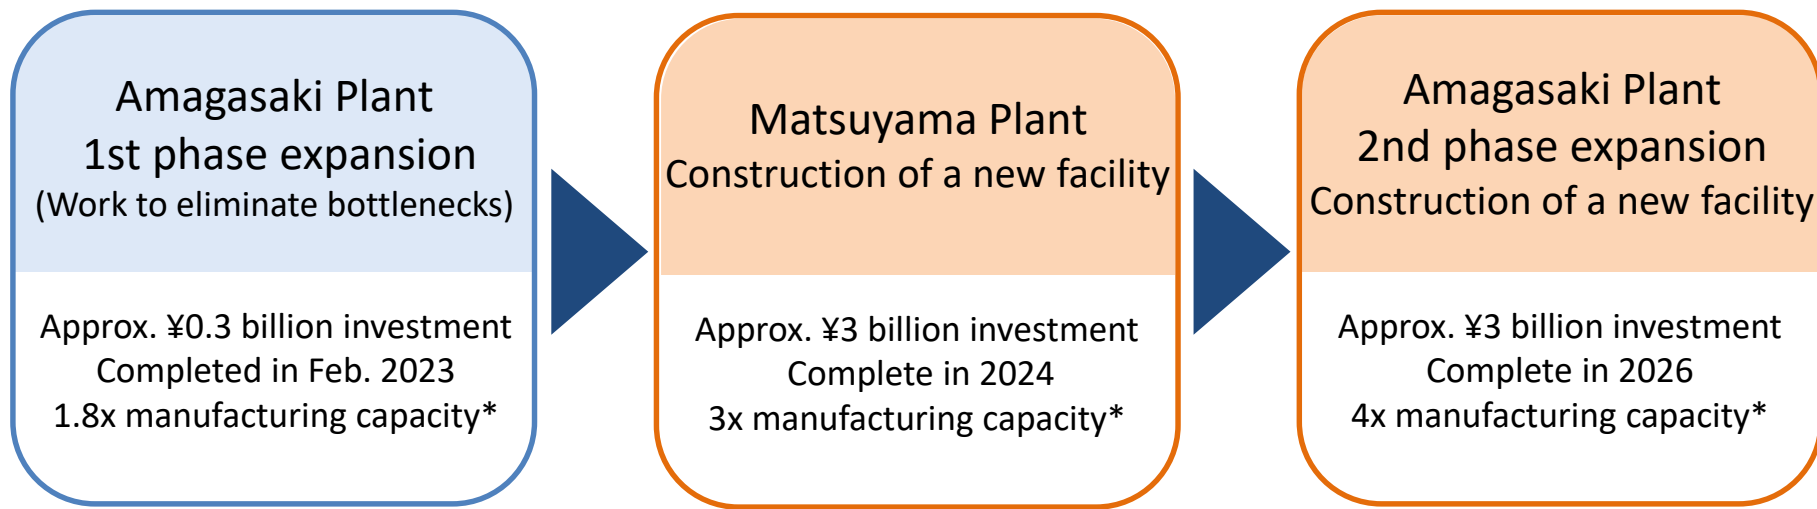 Amagasaki Plant
1st phase expansion
(Work to eliminate bottlenecks)
Approx. ¥0.3 billion investment
Completed in Feb. 2023
1.8x manufacturing capacity*
Matsuyama Plant
Construction of a new facility
Approx. ¥3 billion investment
Complete in 2024
3x manufacturing capacity*
Amagasaki Plant
2nd phase expansion
Construction of a new facility
Approx. ¥3 billion investment
Complete in 2026
4x manufacturing capacity*